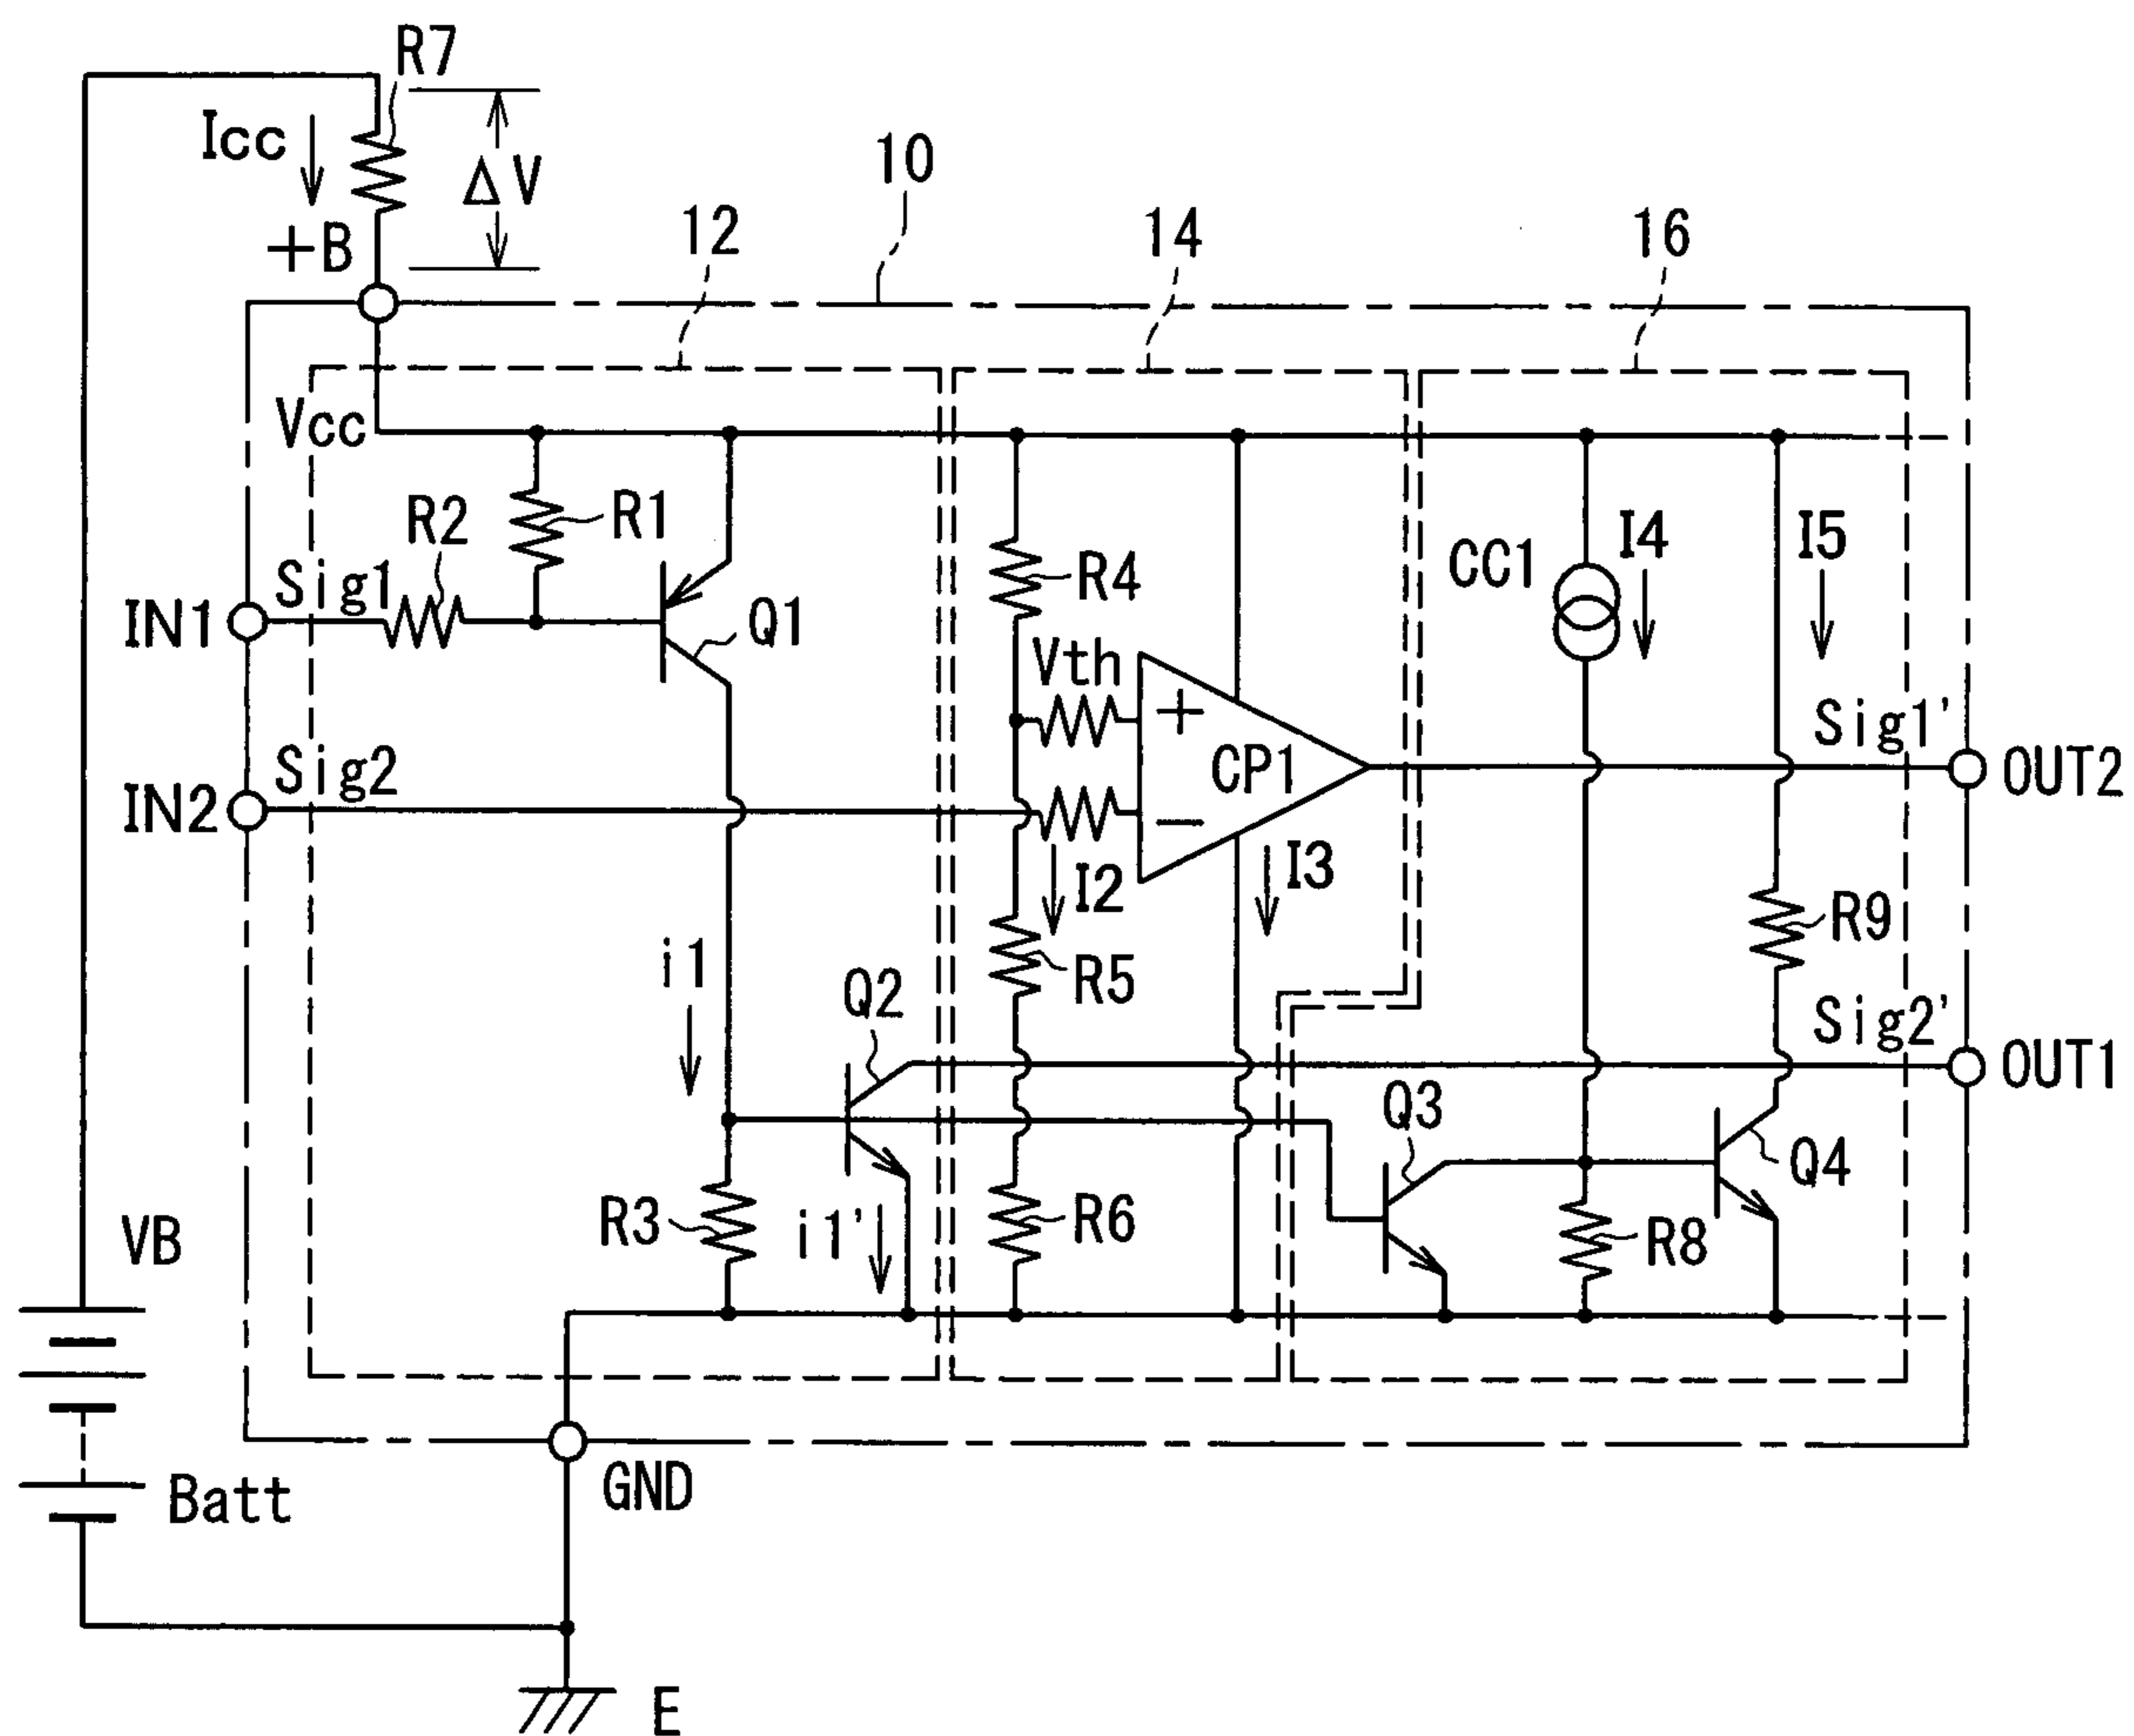 R7
Icc
ΔV
10
+B
12
14
16
Vcc
R2
R1
R4
CC1
I4
I5
Sig1
IN1
Q1
Vth
+
Sig1'
Sig2
CP1
OUT2
IN2
−
I2
I3
R9
i1
Q2
R5
Sig2'
OUT1
Q3
Q4
VB
R3
i1'
R6
R8
Batt
GND
E